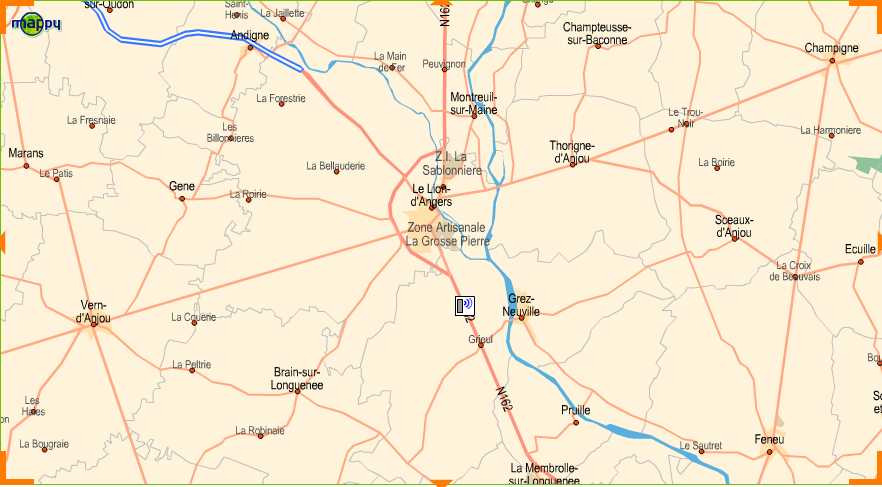 mappy
sur-Oudon
Saint-
Henis
La Jaillette
Andigne
N162
Champteusse-
sur-Baconne
Champigne
La Main
de Fer
Peuvignon
La Forestrie
Montreuil-
sur-Maine
Le Trou-
Noir
La Fresnaie
Les
Billonnieres
La Harmoniere
Marans
Le Patis
La Bellauderie
Z.I. La
Sablonniere
Thorigne-
d'Anjou
La Boirie
Gene
La Roirie
Le Lion-
d'Angers
Zone Artisanale
La Grosse Pierre
Sceaux-
d'Anjou
Ecuille
La Croix
de Beauvais
Vern-
d'Anjou
La Couerie
Grez-
Neuville
Grieul
La Peltrie
Brain-sur-
Longuenee
N162
Les
Haies
Pruille
La Bougraie
La Robinaie
Le Sautret
Feneu
La Membrolle-
sur-Longuenee